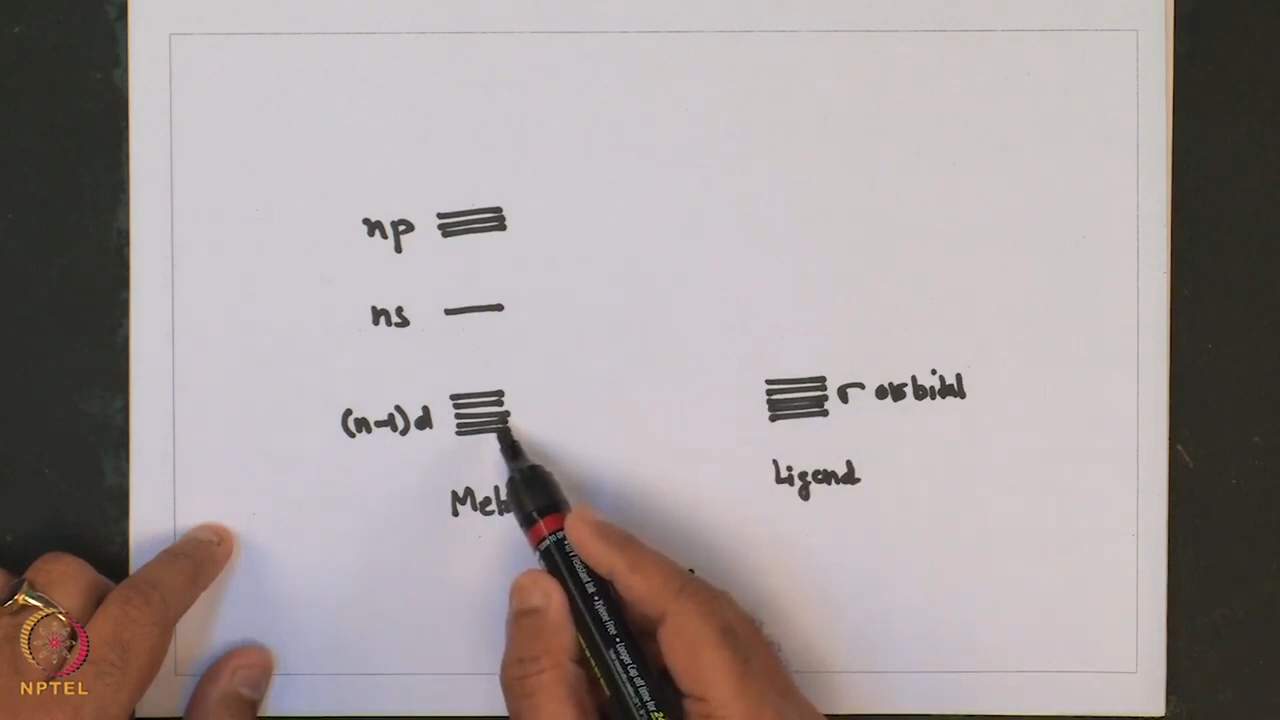 np
ns
(n-1)d
σ orbital
Ligand
NPTEL